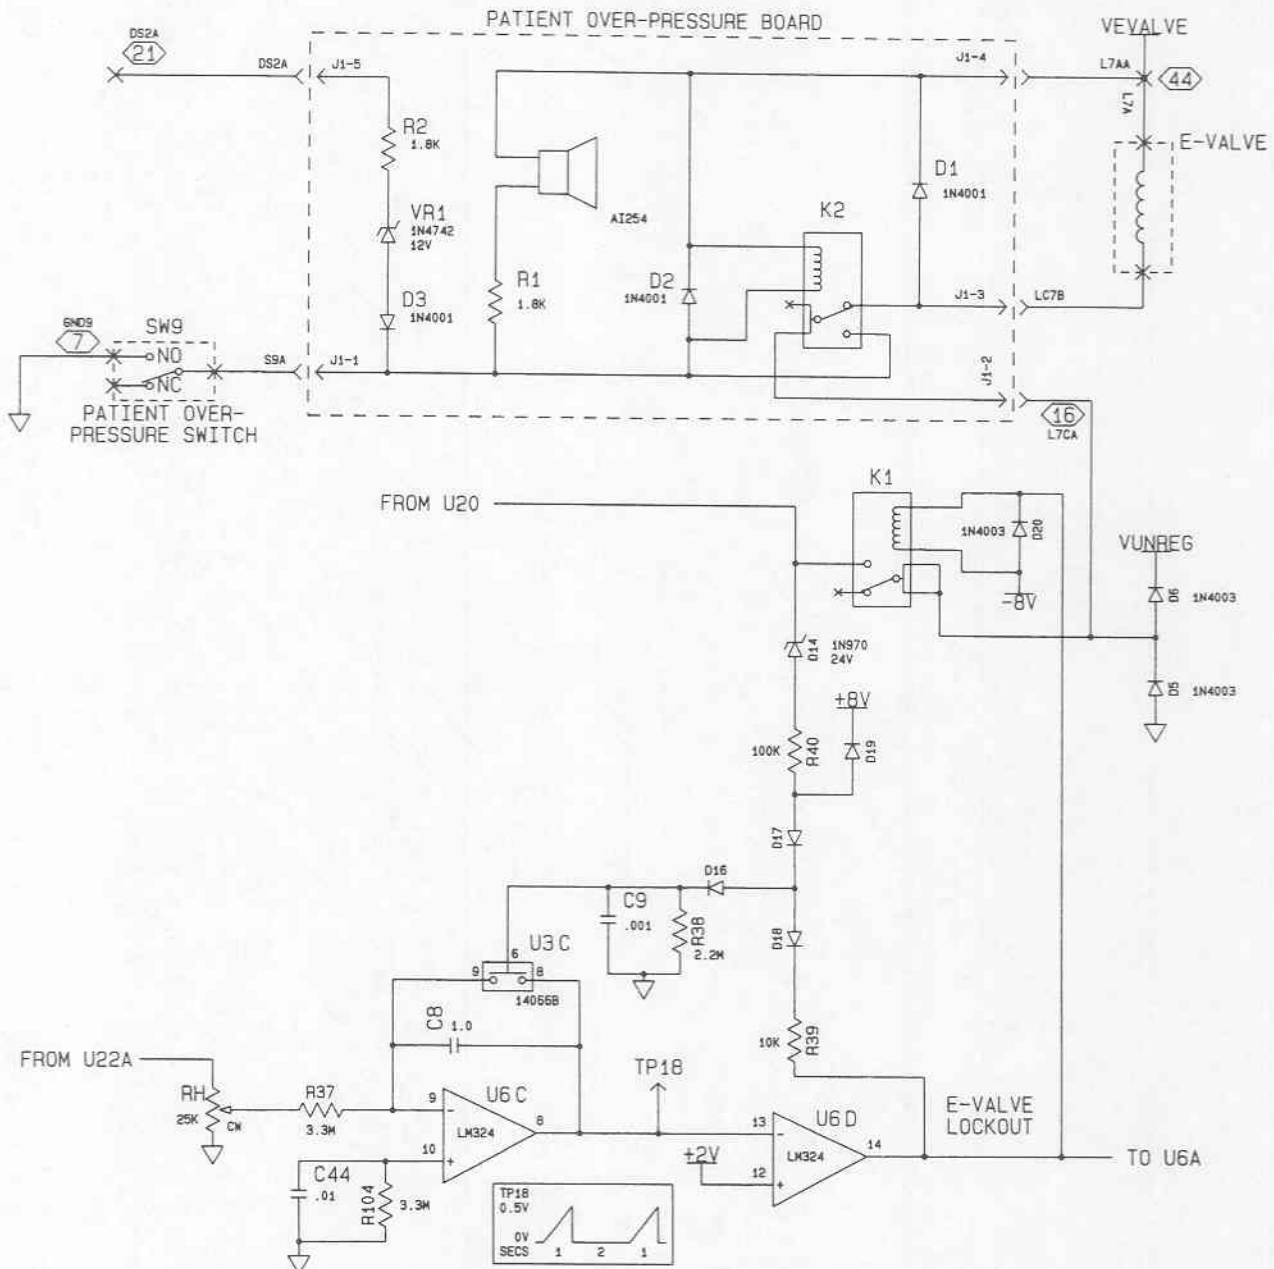 PATIENT OVER-PRESSURE BOARD
VEVALVE
DS2A
21
DS2A
J1-5
J1-4
L7AA
44
L7A
R2
1.8K
E-VALVE
D1
1N4001
VR1
1N4742
12V
AI254
K2
D3
1N4001
R1
1.8K
D2
1N4001
J1-3
LC7B
GND9
7
SW9
NO
NC
S9A
J1-1
J1-2
PATIENT OVER-
PRESSURE SWITCH
16
L7CA
K1
FROM U20
1N4003
D20
-8V
VUNREG
D6
1N4003
D14
1N970
24V
D5
1N4003
+8V
100K
R40
D19
D17
D16
C9
.001
R38
2.2M
D18
U3C
6
9
8
14066B
C8
1.0
10K
R39
FROM U22A
TP18
RH
25K
CW
R37
3.3M
9
U6C
LM324
8
10
13
U6D
LM324
14
E-VALVE
LOCKOUT
+2V
12
TO U6A
C44
.01
R104
3.3M
TP18
0.5V
0V
SECS 1 2 1